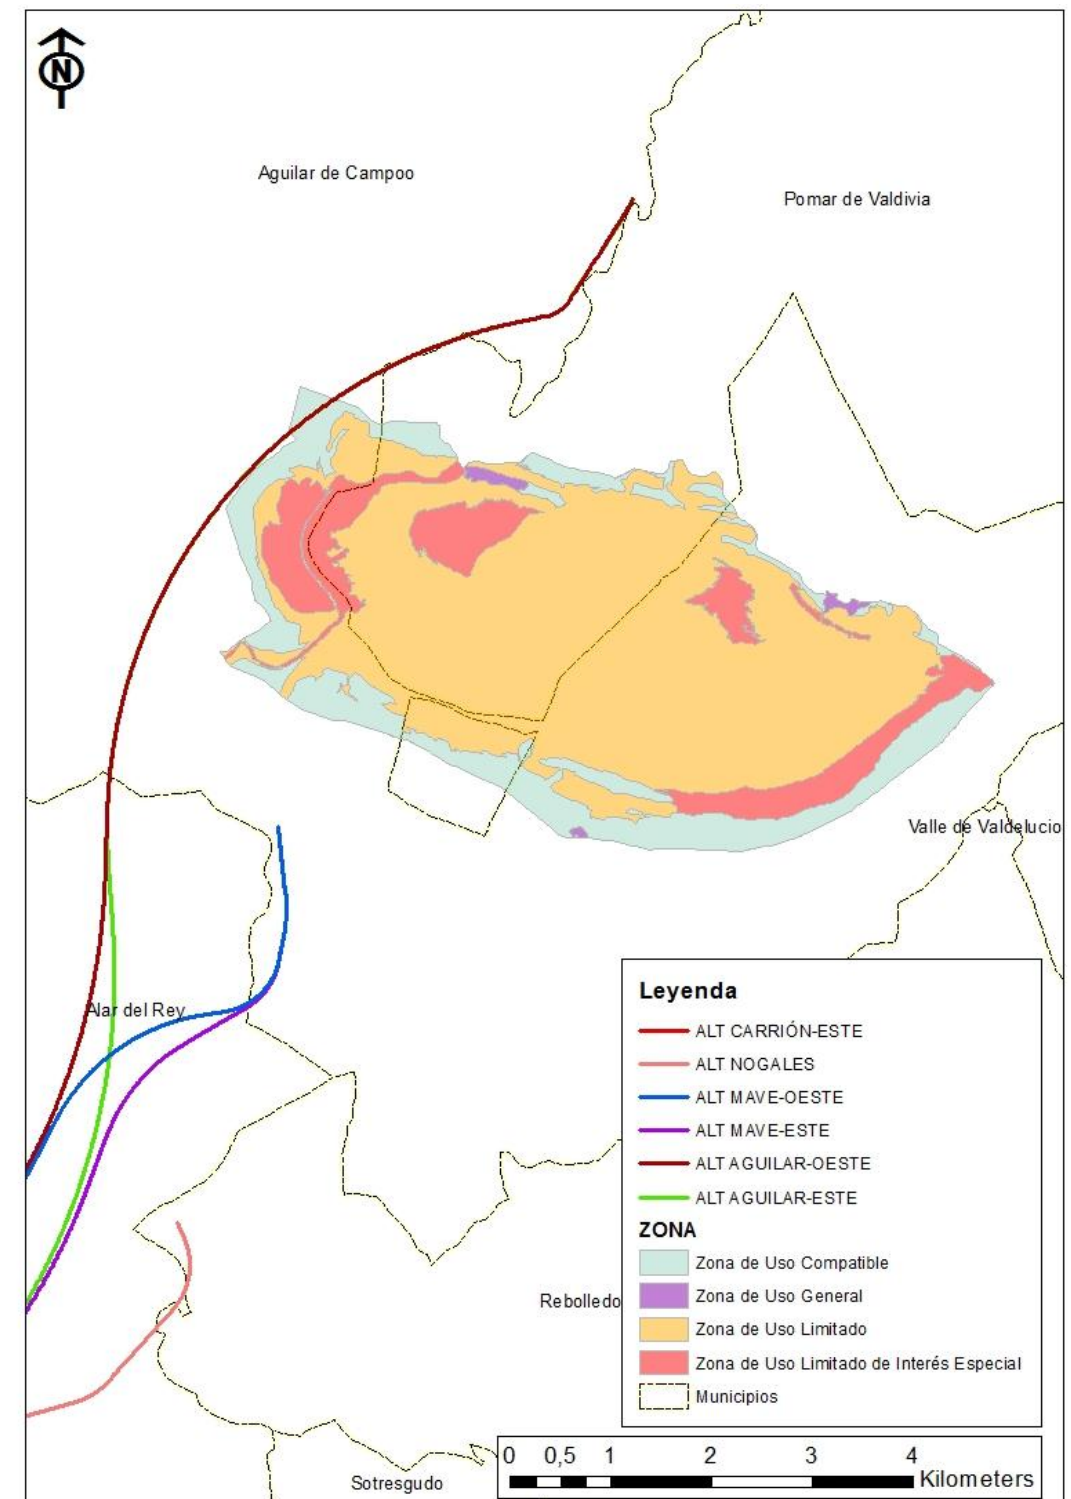 N
Aguilar de Campoo
Pomar de Valdivia
Valle de Valdelucio
Alar del Rey
Rebolledo
Sotresgudo
Leyenda
ALT CARRIÓN-ESTE
ALT NOGALES
ALT MAVE-OESTE
ALT MAVE-ESTE
ALT AGUILAR-OESTE
ALT AGUILAR-ESTE
ZONA
Zona de Uso Compatible
Zona de Uso General
Zona de Uso Limitado
Zona de Uso Limitado de Interés Especial
Municipios
0 0,5 1 2 3 4
Kilometers